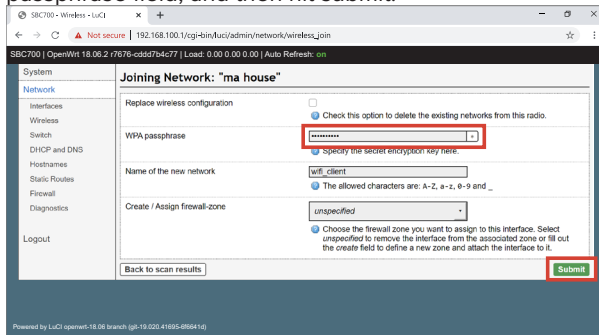 passphrase field, and then hit submit.
SBC700 - Wireless - LuCI
Not secure | 192.168.100.1/cgi-bin/luci/admin/network/wireless_join
SBC700 | OpenWrt 18.06.2 r7676-cddd7b4c77 | Load: 0.00 0.00 0.00 | Auto Refresh: on
System
Network
Interfaces
Wireless
Switch
DHCP and DNS
Hostnames
Static Routes
Firewall
Diagnostics
Logout
Joining Network: "ma house"
Replace wireless configuration
Check this option to delete the existing networks from this radio.
WPA passphrase
••••••••••
Specify the secret encryption key here.
Name of the new network
wifi_client
The allowed characters are: A-Z, a-z, 0-9 and _
Create / Assign firewall-zone
unspecified
Choose the firewall zone you want to assign to this interface. Select
unspecified to remove the interface from the associated zone or fill out
the create field to define a new zone and attach the interface to it.
Back to scan results
Submit
Powered by LuCI openwrt-18.06 branch (git-19.020.41695-6f6641d)